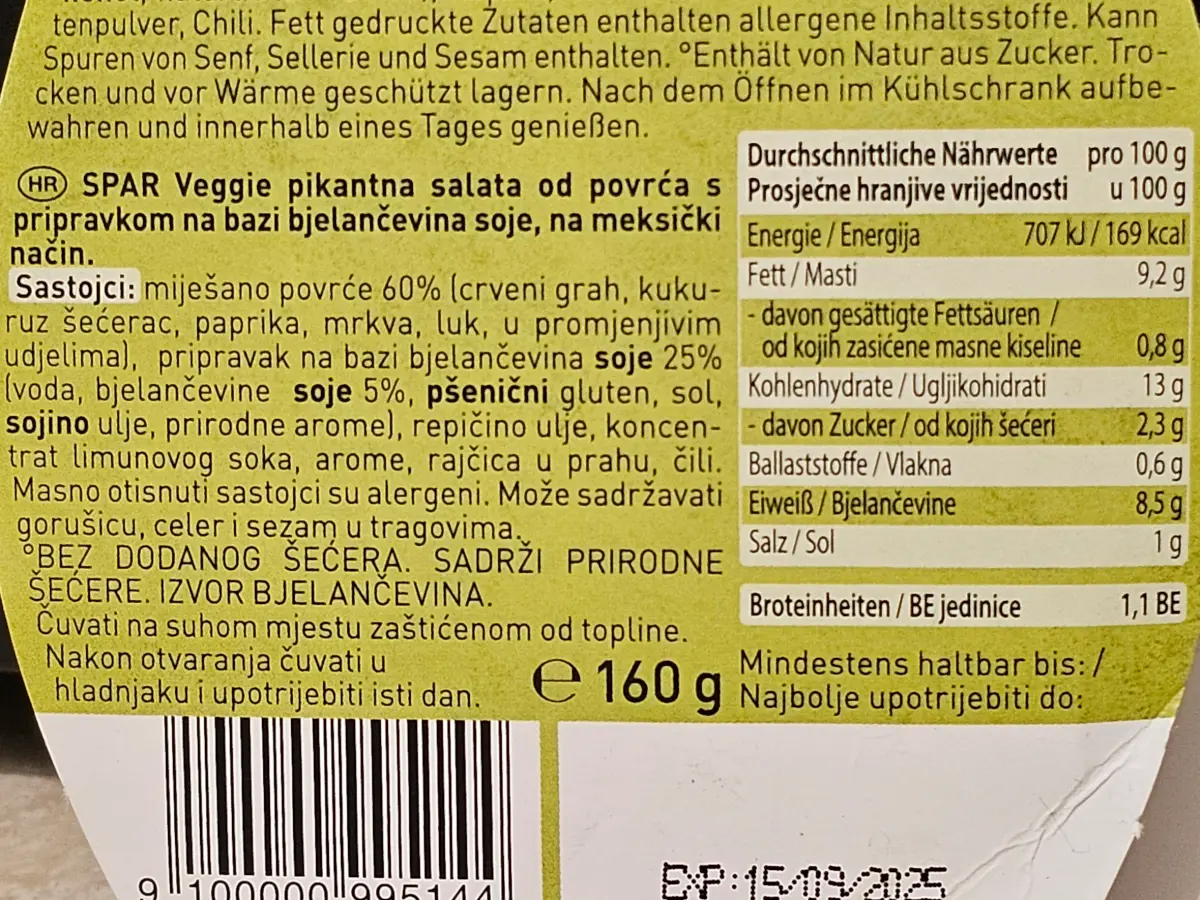 tenpulver, Chili. Fett gedruckte Zutaten enthalten allergene Inhaltsstoffe. Kann
Spuren von Senf, Sellerie und Sesam enthalten. °Enthält von Natur aus Zucker. Tro-
cken und vor Wärme geschützt lagern. Nach dem Öffnen im Kühlschrank aufbe-
wahren und innerhalb eines Tages genießen.
HR SPAR Veggie pikantna salata od povrća s
pripravkom na bazi bjelančevina soje, na meksički
način.
Sastojci: miješano povrće 60% (crveni grah, kuku-
ruz šećerac, paprika, mrkva, luk, u promjenjivim
udjelima), pripravak na bazi bjelančevina soje 25%
(voda, bjelančevine soje 5%, pšenični gluten, sol,
sojino ulje, prirodne arome), repičino ulje, koncen-
trat limunovog soka, arome, rajčica u prahu, čili.
Masno otisnuti sastojci su alergeni. Može sadržavati
gorušicu, celer i sezam u tragovima.
°BEZ DODANOG ŠEĆERA. SADRŽI PRIRODNE
ŠEĆERE. IZVOR BJELANČEVINA.
Čuvati na suhom mjestu zaštićenom od topline.
Nakon otvaranja čuvati u
hladnjaku i upotrijebiti isti dan.
℮ 160 g
Durchschnittliche Nährwerte pro 100 g
Prosječne hranjive vrijednosti u 100 g
Energie / Energija 707 kJ / 169 kcal
Fett / Masti 9,2 g
- davon gesättigte Fettsäuren /
od kojih zasićene masne kiseline 0,8 g
Kohlenhydrate / Ugljikohidrati 13 g
- davon Zucker / od kojih šećeri 2,3 g
Ballaststoffe / Vlakna 0,6 g
Eiweiß / Bjelančevine 8,5 g
Salz / Sol 1 g
Broteinheiten / BE jedinice 1,1 BE
Mindestens haltbar bis: /
Najbolje upotrijebiti do:
EXP:15/09/2025
9 100000 995144